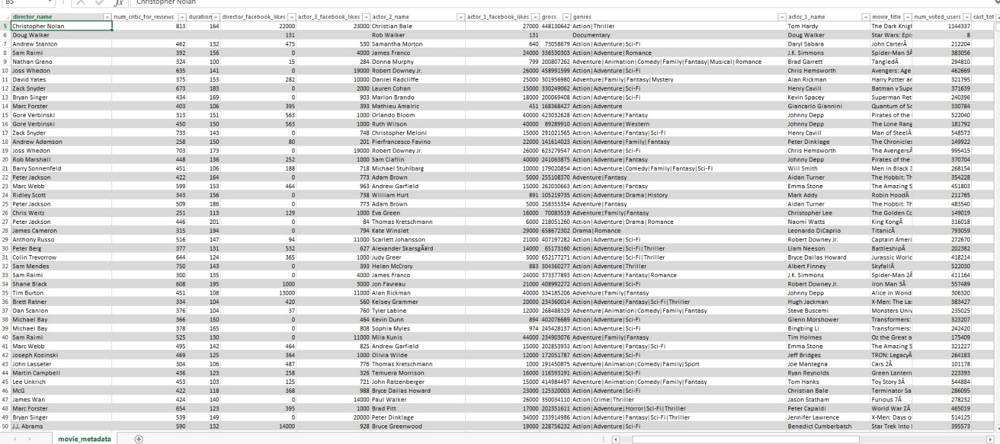 B5 fx Christopher Nolan
director_name num_critic_for_reviews duration director_facebook_likes actor_3_facebook_likes actor_2_name actor_1_facebook_likes gross genres actor_1_name movie_title num_voted_users cast_tot
5 Christopher Nolan 813 164 22000 23000 Christian Bale 27000 448130642 Action|Thriller Tom Hardy The Dark Knigh 1144337
6 Doug Walker 131 Rob Walker 131 Documentary Doug Walker Star Wars: Epis 8
7 Andrew Stanton 462 132 475 530 Samantha Morton 640 73058679 Action|Adventure|Sci-Fi Daryl Sabara John CarterÂ 212204
8 Sam Raimi 392 156 0 4000 James Franco 24000 336530303 Action|Adventure|Romance J.K. Simmons Spider-Man 3Â 383056
9 Nathan Greno 324 100 15 284 Donna Murphy 799 200807262 Adventure|Animation|Comedy|Family|Fantasy|Musical|Romance Brad Garrett TangledÂ 294810
10 Joss Whedon 635 141 0 19000 Robert Downey Jr. 26000 458991599 Action|Adventure|Sci-Fi Chris Hemsworth Avengers: Age 462669
11 David Yates 375 153 282 10000 Daniel Radcliffe 25000 301956980 Adventure|Family|Fantasy|Mystery Alan Rickman Harry Potter ar 321795
12 Zack Snyder 673 183 0 2000 Lauren Cohan 15000 330249062 Action|Adventure|Sci-Fi Henry Cavill Batman v Supe 371639
13 Bryan Singer 434 169 0 903 Marlon Brando 18000 200069408 Action|Adventure|Sci-Fi Kevin Spacey Superman Ret 240396
14 Marc Forster 403 106 395 393 Mathieu Amalric 451 168368427 Action|Adventure Giancarlo Giannini Quantum of Sc 330784
15 Gore Verbinski 313 151 563 1000 Orlando Bloom 40000 423032628 Action|Adventure|Fantasy Johnny Depp Pirates of the 522040
16 Gore Verbinski 450 150 563 1000 Ruth Wilson 40000 89289910 Action|Adventure|Western Johnny Depp The Lone Rang 181792
17 Zack Snyder 733 143 0 748 Christopher Meloni 15000 291021565 Action|Adventure|Fantasy|Sci-Fi Henry Cavill Man of SteelÂ 548573
18 Andrew Adamson 258 150 80 201 Pierfrancesco Favino 22000 141614023 Action|Adventure|Family|Fantasy Peter Dinklage The Chronicles 149922
19 Joss Whedon 703 173 0 19000 Robert Downey Jr. 26000 623279547 Action|Adventure|Sci-Fi Chris Hemsworth The AvengersÂ 995415
20 Rob Marshall 448 136 252 1000 Sam Claflin 40000 241063875 Action|Adventure|Fantasy Johnny Depp Pirates of the 370704
21 Barry Sonnenfeld 451 106 188 718 Michael Stuhlbarg 10000 179020854 Action|Adventure|Comedy|Family|Fantasy|Sci-Fi Will Smith Men in Black 3 268154
22 Peter Jackson 422 164 0 773 Adam Brown 5000 255108370 Adventure|Fantasy Aidan Turner The Hobbit: Th 354228
23 Marc Webb 599 153 464 963 Andrew Garfield 15000 262030663 Action|Adventure|Fantasy Emma Stone The Amazing S 451803
24 Ridley Scott 343 156 0 738 William Hurt 891 105219735 Action|Adventure|Drama|History Mark Addy Robin HoodÂ 211765
25 Peter Jackson 509 186 0 773 Adam Brown 5000 258355354 Adventure|Fantasy Aidan Turner The Hobbit: Th 483540
26 Chris Weitz 251 113 129 1000 Eva Green 16000 70083519 Adventure|Family|Fantasy Christopher Lee The Golden Cc 149019
27 Peter Jackson 446 201 0 84 Thomas Kretschmann 6000 218051260 Action|Adventure|Drama|Romance Naomi Watts King KongÂ 316018
28 James Cameron 315 194 0 794 Kate Winslet 29000 658672302 Drama|Romance Leonardo DiCaprio TitanicÂ 793059
29 Anthony Russo 516 147 94 11000 Scarlett Johansson 21000 407197282 Action|Adventure|Sci-Fi Robert Downey Jr. Captain Ameri 272670
30 Peter Berg 377 131 532 627 Alexander SkarsgÃ¥rd 14000 65173160 Action|Adventure|Sci-Fi|Thriller Liam Neeson BattleshipÂ 202382
31 Colin Trevorrow 644 124 365 1000 Judy Greer 3000 652177271 Action|Adventure|Sci-Fi|Thriller Bryce Dallas Howard Jurassic World 418214
32 Sam Mendes 750 143 0 393 Helen McCrory 883 304360277 Action|Adventure|Thriller Albert Finney SkyfallÂ 522030
33 Sam Raimi 300 135 0 4000 James Franco 24000 373377893 Action|Adventure|Fantasy|Romance J.K. Simmons Spider-Man 2Â 411164
34 Shane Black 608 195 1000 3000 Jon Favreau 21000 408992272 Action|Adventure|Sci-Fi Robert Downey Jr. Iron Man 3Â 557489
35 Tim Burton 451 108 13000 11000 Alan Rickman 40000 334185206 Adventure|Family|Fantasy Johnny Depp Alice in Wond 306320
36 Brett Ratner 334 104 420 560 Kelsey Grammer 20000 234360014 Action|Adventure|Fantasy|Sci-Fi|Thriller Hugh Jackman X-Men: The Las 383427
37 Dan Scanlon 376 104 37 760 Tyler Labine 12000 268488329 Adventure|Animation|Comedy|Family|Fantasy Steve Buscemi Monsters Univ 235025
38 Michael Bay 366 150 0 464 Kevin Dunn 894 402076689 Action|Adventure|Sci-Fi Glenn Morshower Transformers: 323207
39 Michael Bay 378 165 0 808 Sophia Myles 974 245428137 Action|Adventure|Sci-Fi Bingbing Li Transformers: 242420
40 Sam Raimi 525 130 0 11000 Mila Kunis 44000 234903076 Adventure|Family|Fantasy Tim Holmes Oz the Great a 175409
41 Marc Webb 495 142 464 825 Andrew Garfield 15000 202853933 Action|Adventure|Fantasy|Sci-Fi Emma Stone The Amazing S 321227
42 Joseph Kosinski 469 125 364 1000 Olivia Wilde 12000 172051787 Action|Adventure|Sci-Fi Jeff Bridges TRON: LegacyÂ 264183
43 John Lasseter 304 106 487 776 Thomas Kretschmann 1000 191450875 Adventure|Animation|Comedy|Family|Sport Joe Mantegna Cars 2Â 101178
44 Martin Campbell 436 123 258 326 Temuera Morrison 16000 116593191 Action|Adventure|Sci-Fi Ryan Reynolds Green Lantern 223393
45 Lee Unkrich 453 103 125 721 John Ratzenberger 15000 414984497 Adventure|Animation|Comedy|Family|Fantasy Tom Hanks Toy Story 3Â 544884
46 McG 422 118 368 988 Bryce Dallas Howard 23000 125320003 Action|Adventure|Sci-Fi Christian Bale Terminator Sa 286095
47 James Wan 424 140 0 14000 Paul Walker 26000 350034110 Action|Crime|Thriller Jason Statham Furious 7Â 278232
48 Marc Forster 654 123 395 1000 Brad Pitt 17000 202351611 Action|Adventure|Horror|Sci-Fi|Thriller Peter Capaldi World War ZÂ 465019
49 Bryan Singer 539 149 0 20000 Peter Dinklage 34000 233914986 Action|Adventure|Fantasy|Sci-Fi|Thriller Jennifer Lawrence X-Men: Days o 514125
50 J.J. Abrams 590 132 14000 928 Bruce Greenwood 19000 228756232 Action|Adventure|Sci-Fi Benedict Cumberbatch Star Trek Into 395573
movie_metadata